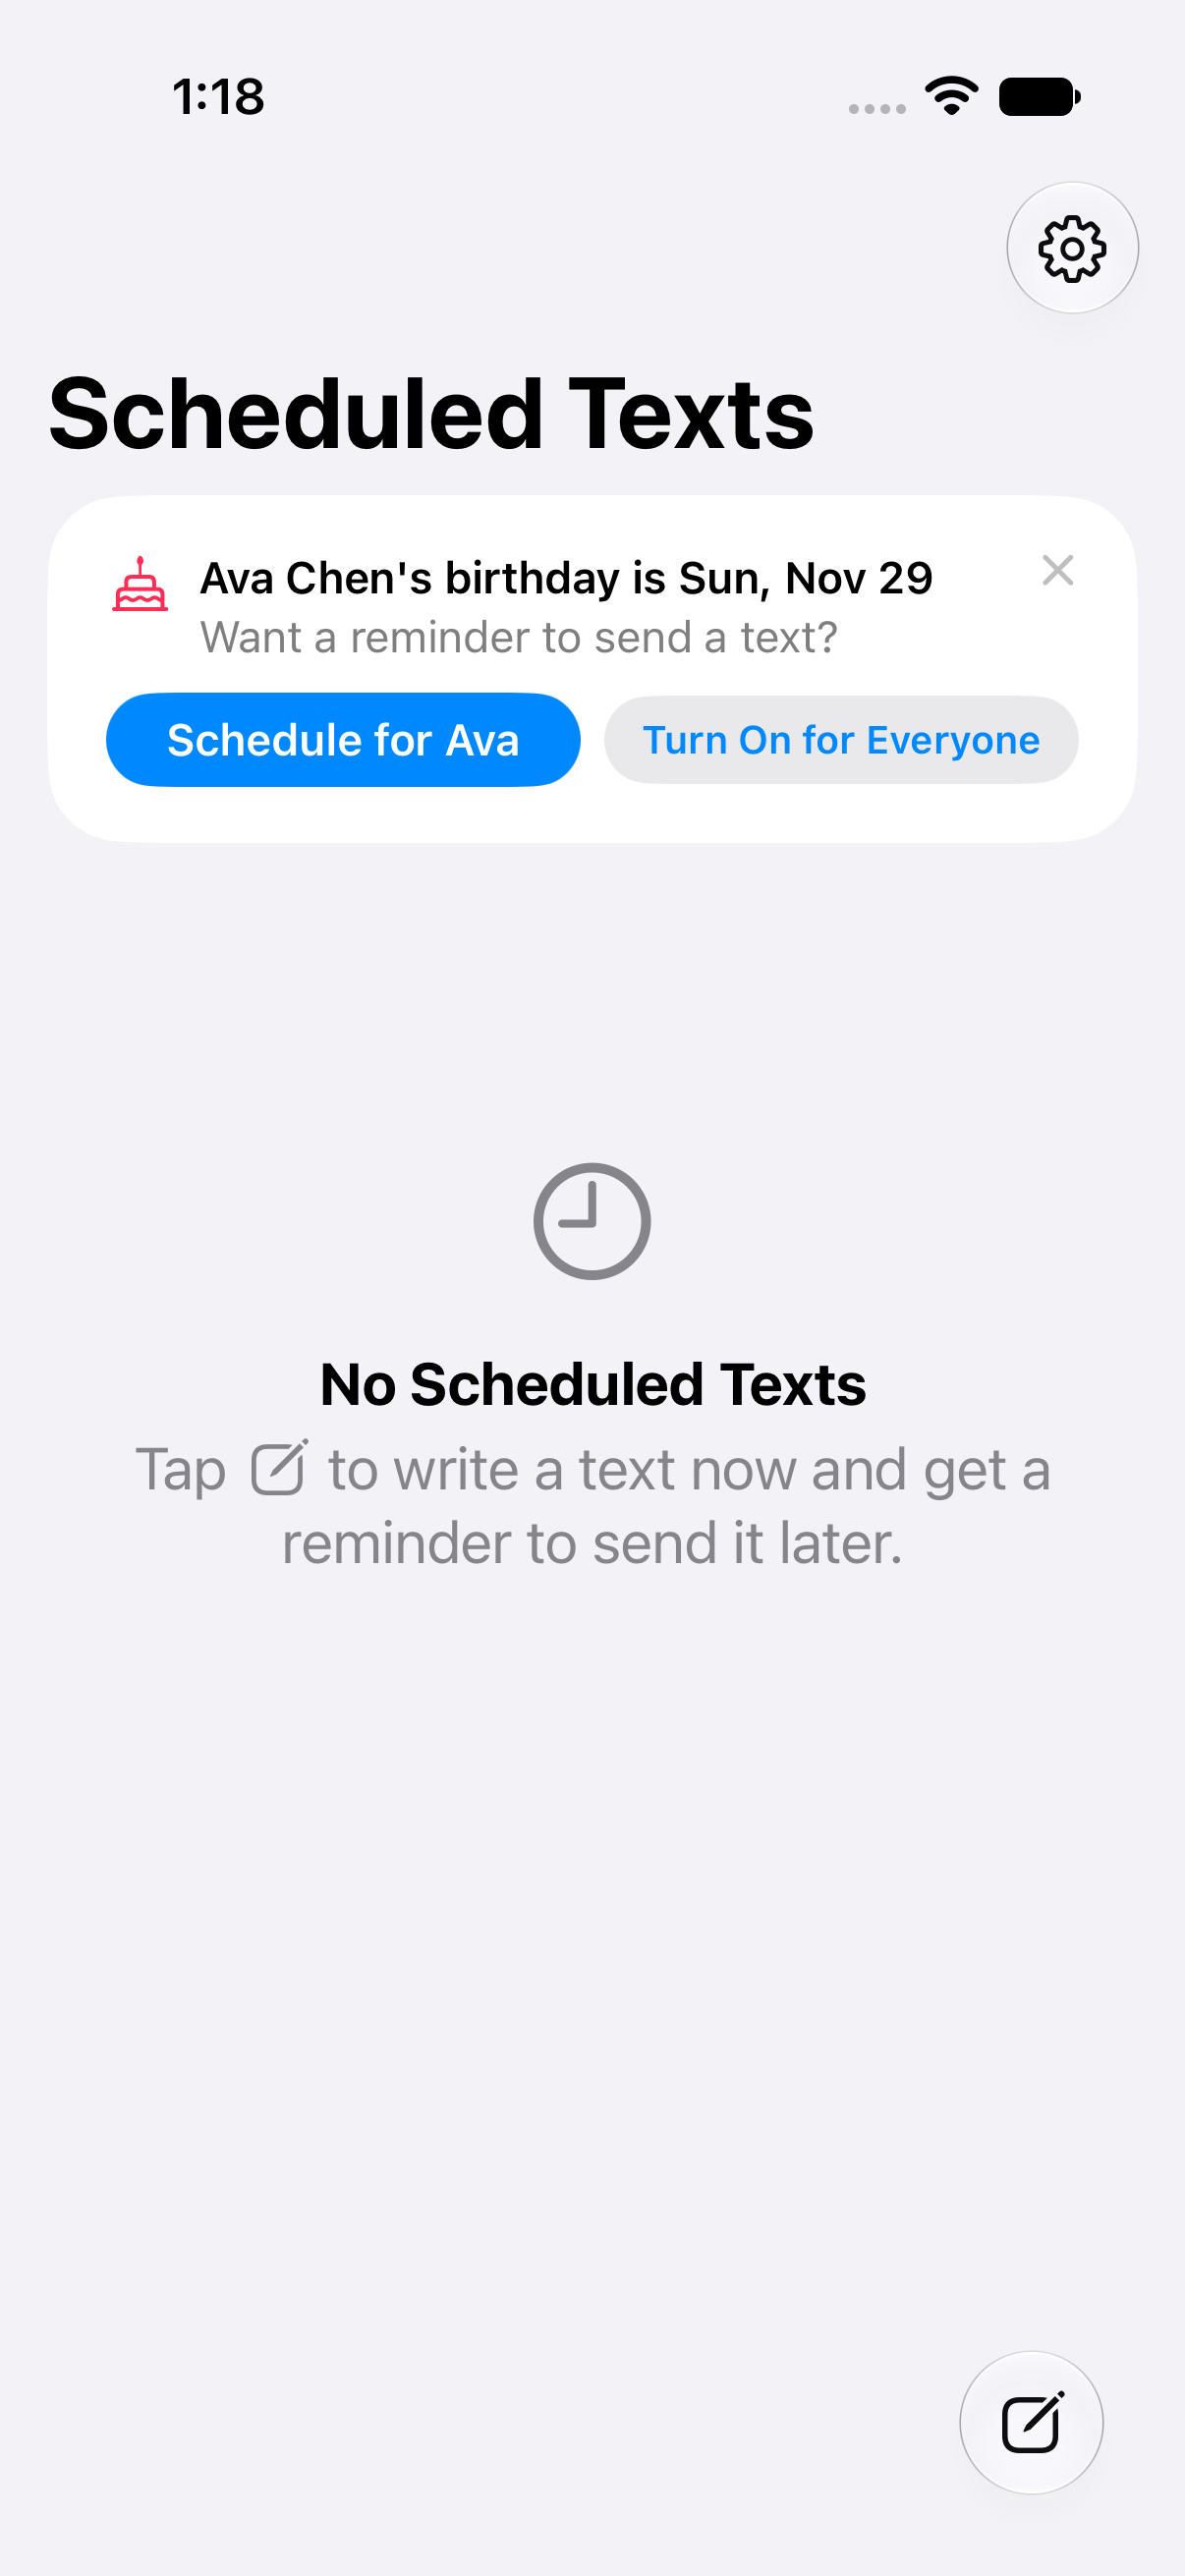 1:18
Scheduled Texts
Ava Chen's birthday is Sun, Nov 29
Want a reminder to send a text?
Schedule for Ava
Turn On for Everyone
No Scheduled Texts
Tap to write a text now and get a
reminder to send it later.